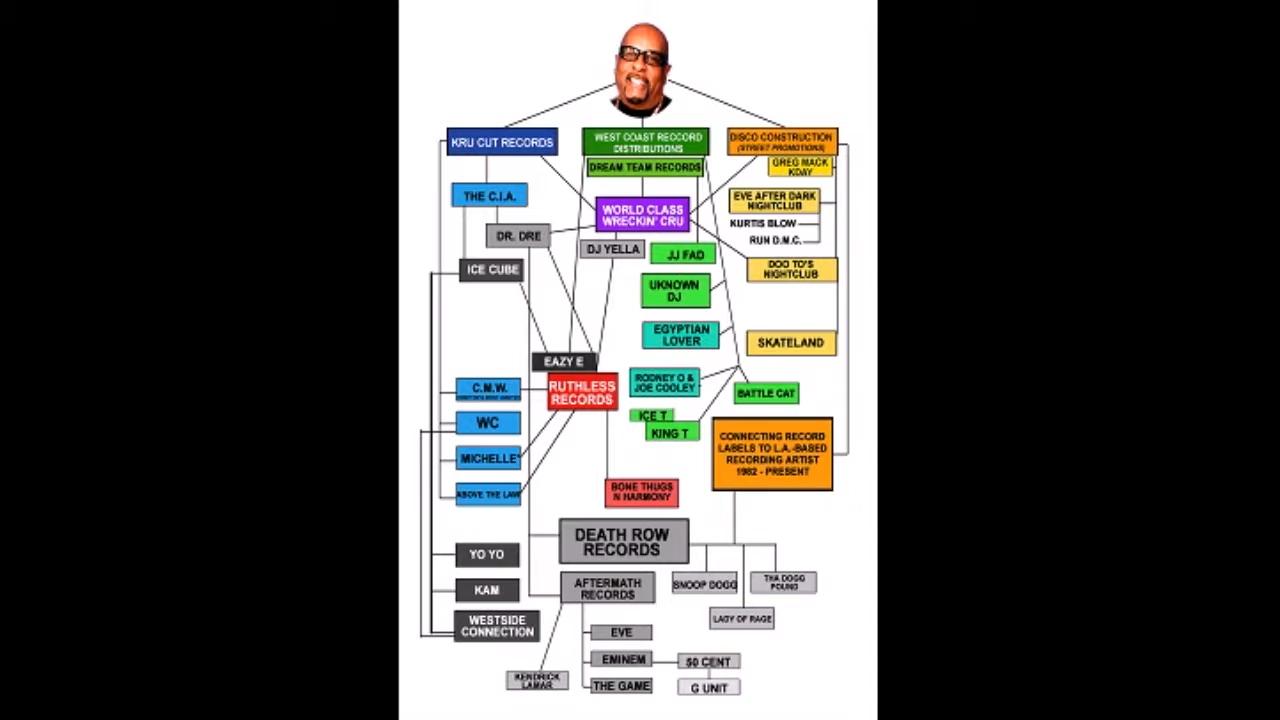 KRU CUT RECORDS
WEST COAST RECCORD
DISTRIBUTIONS
DISCO CONSTRUCTION
(STREET PROMOTIONS)
DREAM TEAM RECORDS
GREG MACK
KDAY
THE C.I.A.
EVE AFTER DARK
NIGHTCLUB
WORLD CLASS
WRECKIN' CRU
KURTIS BLOW
DR. DRE
RUN D.M.C.
DJ YELLA
JJ FAD
ICE CUBE
DOO TO'S
NIGHTCLUB
UKNOWN
DJ
EGYPTIAN
LOVER
SKATELAND
EAZY E
RUTHLESS
RECORDS
C.M.W.
RODNEY O &
JOE COOLEY
BATTLE CAT
ICE T
KING T
WC
CONNECTING RECORD
LABELS TO L.A.-BASED
RECORDING ARTIST
1982 - PRESENT
MICHELLE'
ABOVE THE LAW
BONE THUGS
N HARMONY
DEATH ROW
RECORDS
YO YO
KAM
AFTERMATH
RECORDS
SNOOP DOGG
THA DOGG
POUND
LADY OF RAGE
WESTSIDE
CONNECTION
EVE
EMINEM
50 CENT
KENDRICK
LAMAR
THE GAME
G UNIT